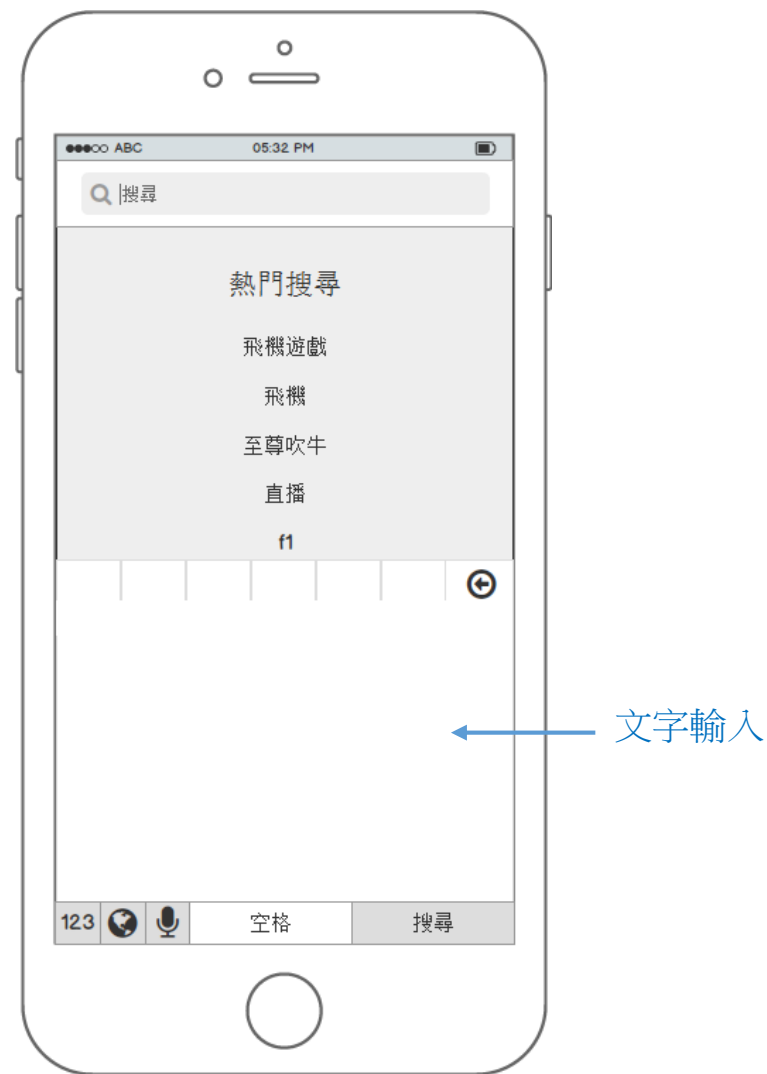 ABC 05:32 PM
搜尋
熱門搜尋
飛機遊戲
飛機
至尊吹牛
直播
f1
文字輸入
123 空格 搜尋